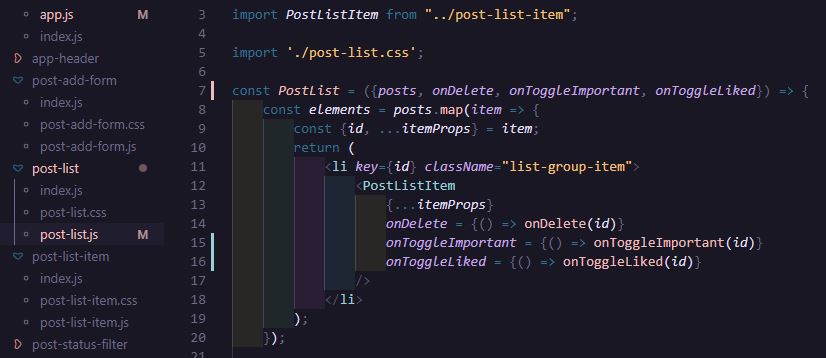 app.js M
index.js
app-header
post-add-form
index.js
post-add-form.css
post-add-form.js
post-list
index.js
post-list.css
post-list.js M
post-list-item
index.js
post-list-item.css
post-list-item.js
post-status-filter
3 import PostListItem from "../post-list-item";
4
5 import './post-list.css';
6
7 const PostList = ({posts, onDelete, onToggleImportant, onToggleLiked}) => {
8 const elements = posts.map(item => {
9 const {id, ...itemProps} = item;
10 return (
11 <li key={id} className="list-group-item">
12 <PostListItem
13 {...itemProps}
14 onDelete = {() => onDelete(id)}
15 onToggleImportant = {() => onToggleImportant(id)}
16 onToggleLiked = {() => onToggleLiked(id)}
17 />
18 </li>
19 );
20 });
21